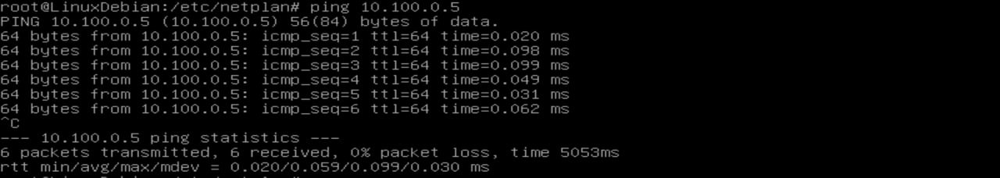 root@LinuxDebian:/etc/netplan# ping 10.100.0.5
PING 10.100.0.5 (10.100.0.5) 56(84) bytes of data.
64 bytes from 10.100.0.5: icmp_seq=1 ttl=64 time=0.020 ms
64 bytes from 10.100.0.5: icmp_seq=2 ttl=64 time=0.098 ms
64 bytes from 10.100.0.5: icmp_seq=3 ttl=64 time=0.099 ms
64 bytes from 10.100.0.5: icmp_seq=4 ttl=64 time=0.049 ms
64 bytes from 10.100.0.5: icmp_seq=5 ttl=64 time=0.031 ms
64 bytes from 10.100.0.5: icmp_seq=6 ttl=64 time=0.062 ms
^C
--- 10.100.0.5 ping statistics ---
6 packets transmitted, 6 received, 0% packet loss, time 5053ms
rtt min/avg/max/mdev = 0.020/0.059/0.099/0.030 ms